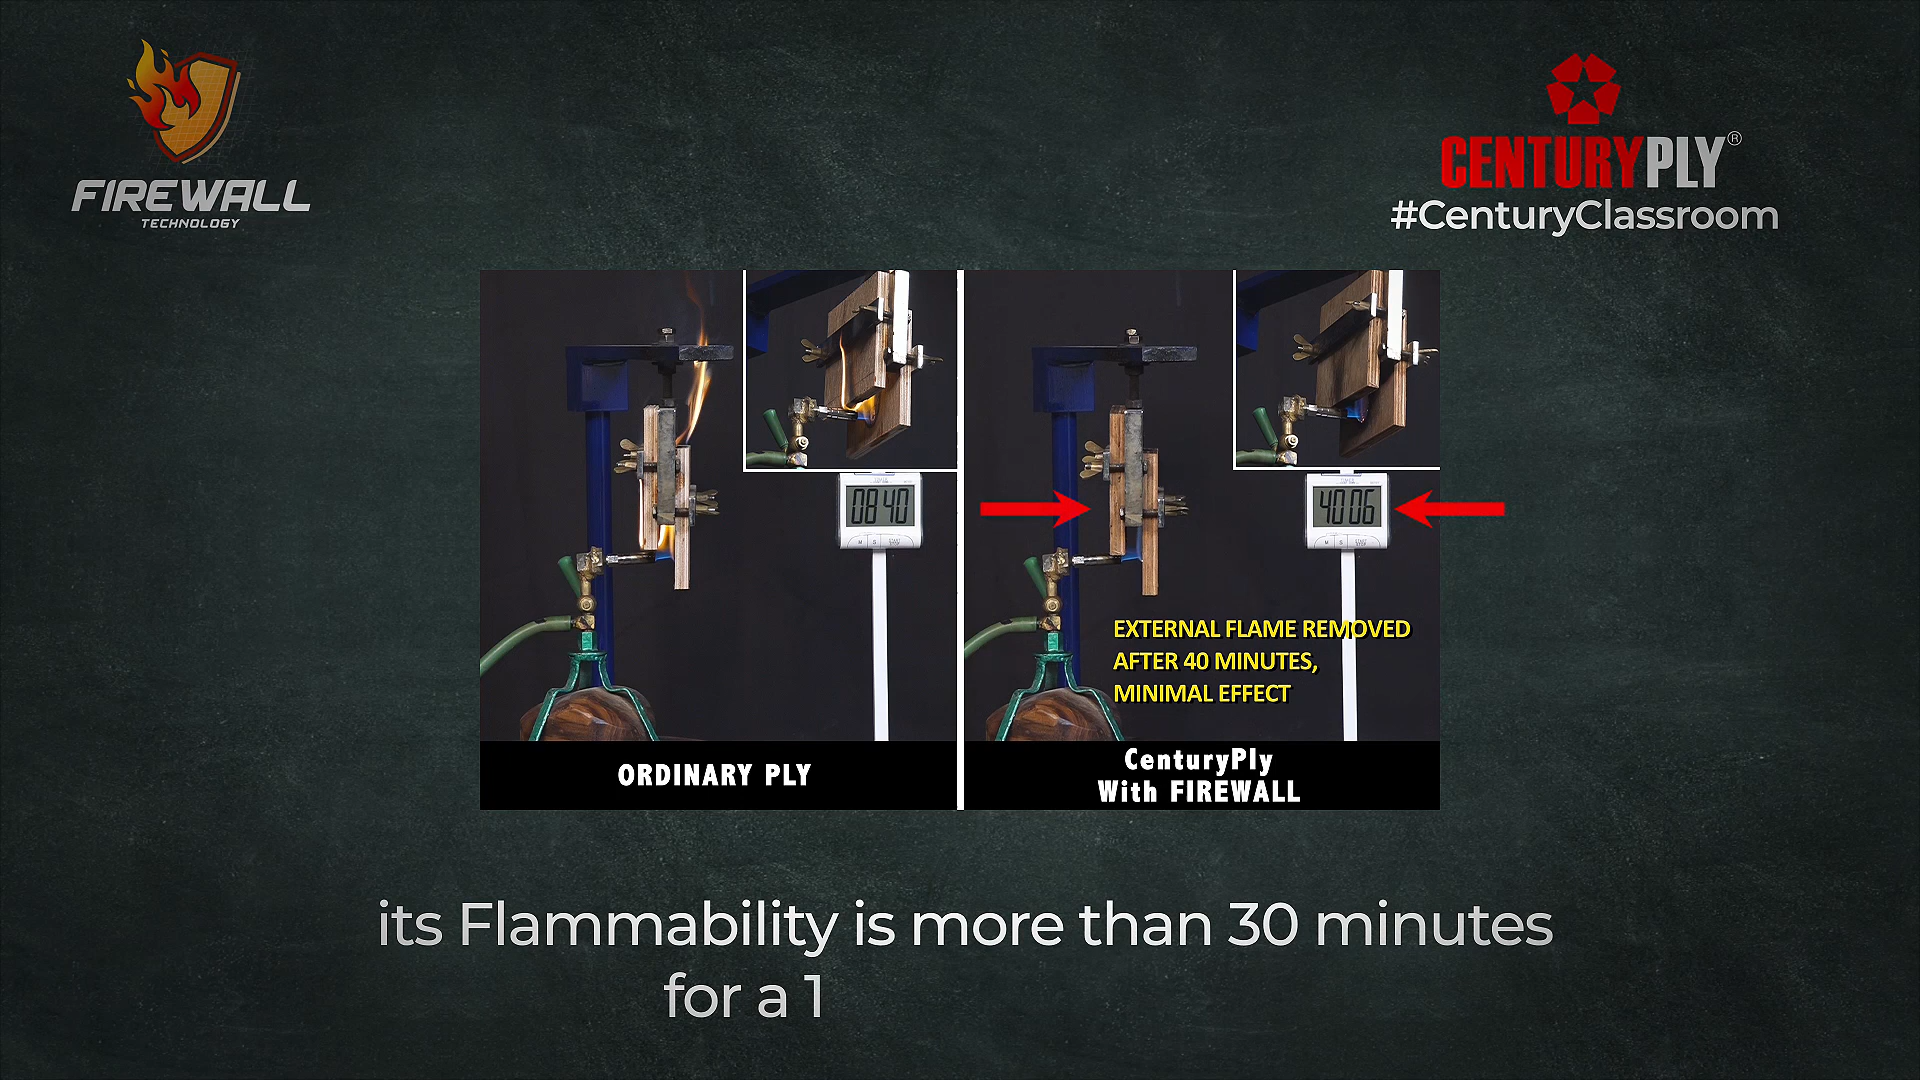 FIREWALL
TECHNOLOGY
CENTURYPLY®
#CenturyClassroom
08 40
40 06
M S
M S
EXTERNAL FLAME REMOVED
AFTER 40 MINUTES,
MINIMAL EFFECT
ORDINARY PLY
CenturyPly
With FIREWALL
its Flammability is more than 30 minutes
for a 1